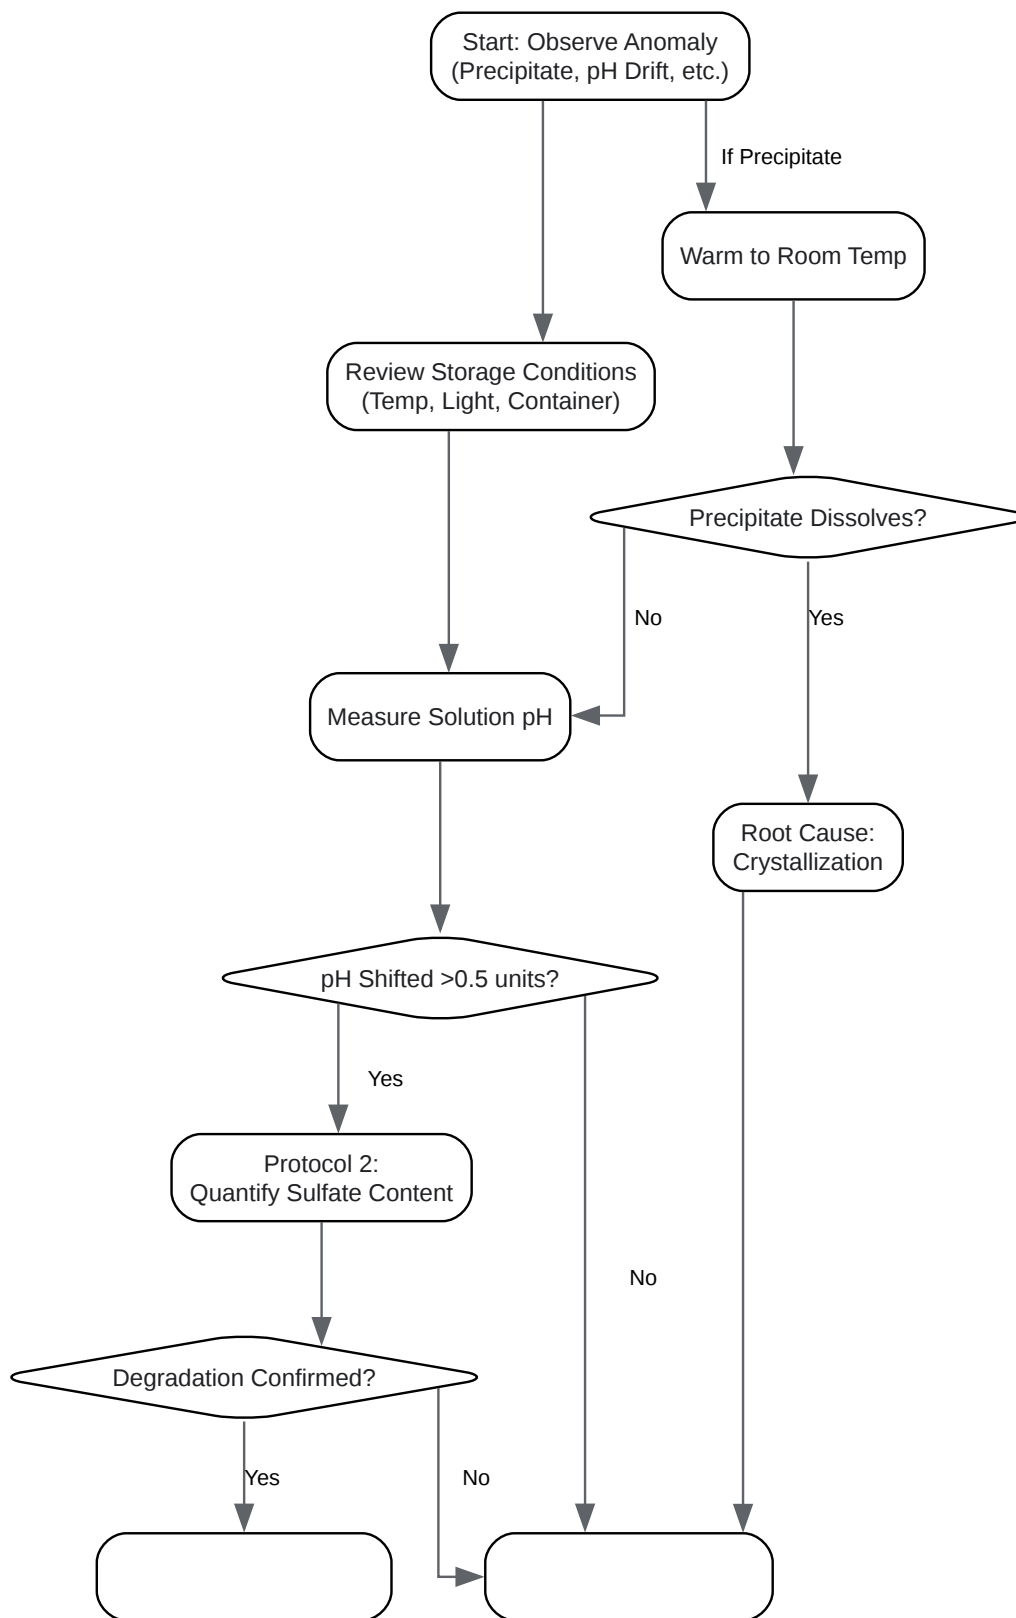 Start: Observe Anomaly
(Precipitate, pH Drift, etc.)
If Precipitate
Warm to Room Temp
Review Storage Conditions
(Temp, Light, Container)
Precipitate Dissolves?
No
Yes
Measure Solution pH
Root Cause:
Crystallization
pH Shifted >0.5 units?
Yes
Protocol 2:
Quantify Sulfate Content
No
Degradation Confirmed?
Yes
No